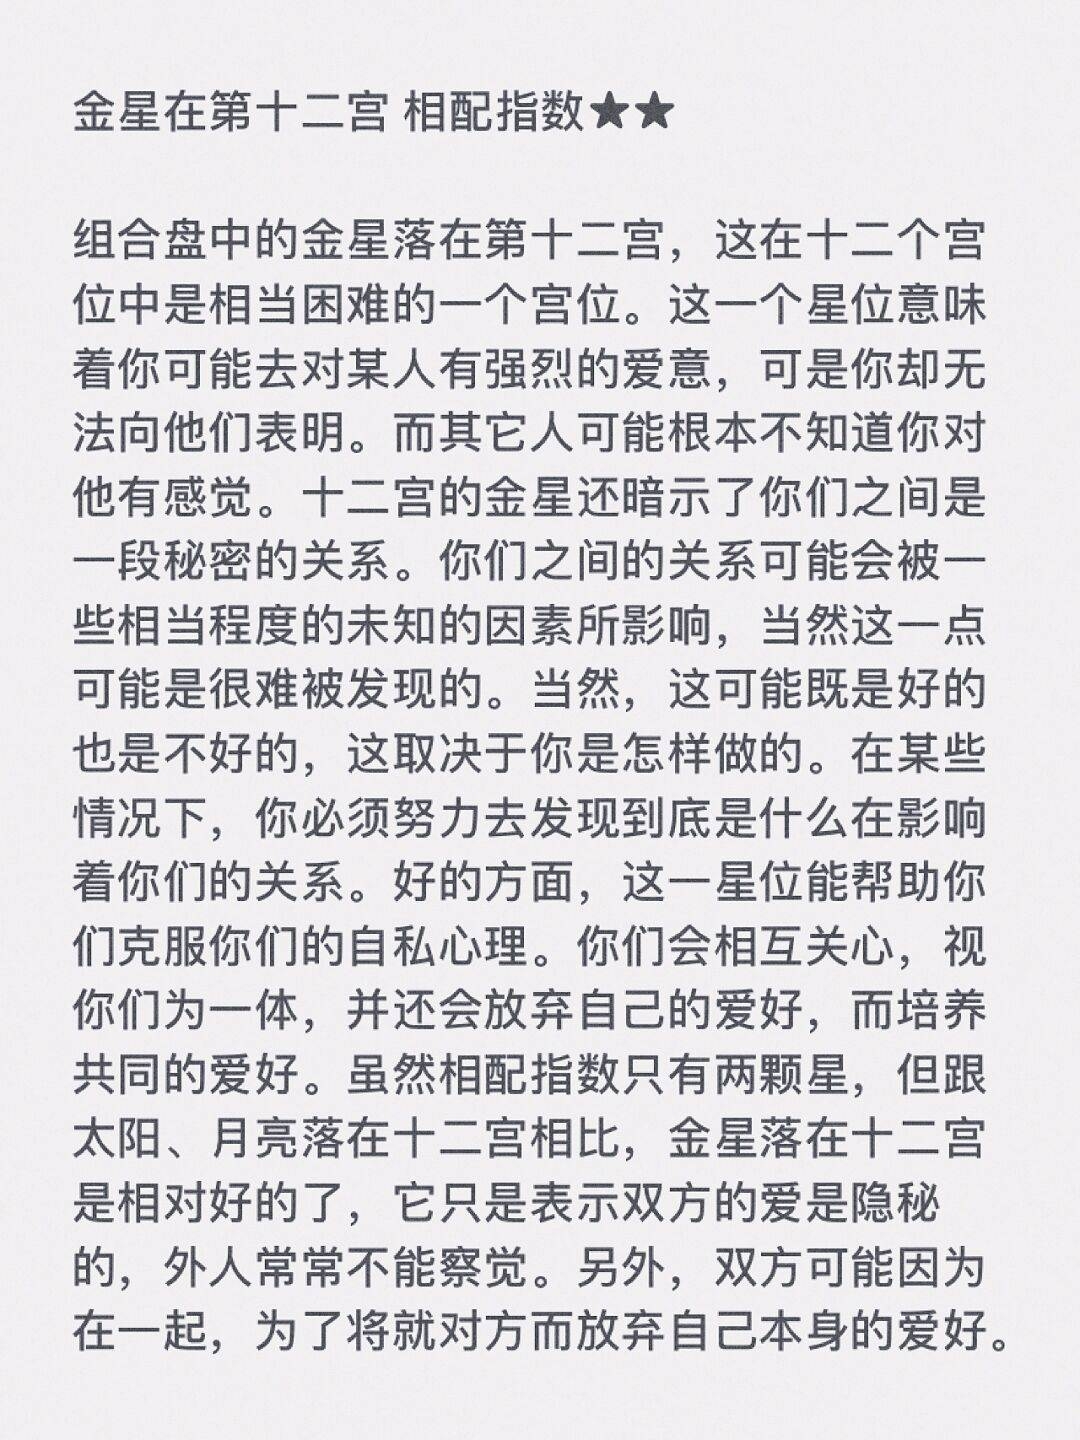 金星在第十二宫 相配指数★★
组合盘中的金星落在第十二宫，这在十二个宫
位中是相当困难的一个宫位。这一个星位意味
着你可能去对某人有强烈的爱意，可是你却无
法向他们表明。而其它人可能根本不知道你对
他有感觉。十二宫的金星还暗示了你们之间是
一段秘密的关系。你们之间的关系可能会被一
些相当程度的未知的因素所影响，当然这一点
可能是很难被发现的。当然，这可能既是好的
也是不好的，这取决于你是怎样做的。在某些
情况下，你必须努力去发现到底是什么在影响
着你们的关系。好的方面，这一星位能帮助你
们克服你们的自私心理。你们会相互关心，视
你们为一体，并还会放弃自己的爱好，而培养
共同的爱好。虽然相配指数只有两颗星，但跟
太阳、月亮落在十二宫相比，金星落在十二宫
是相对好的了，它只是表示双方的爱是隐秘
的，外人常常不能察觉。另外，双方可能因为
在一起，为了将就对方而放弃自己本身的爱好。